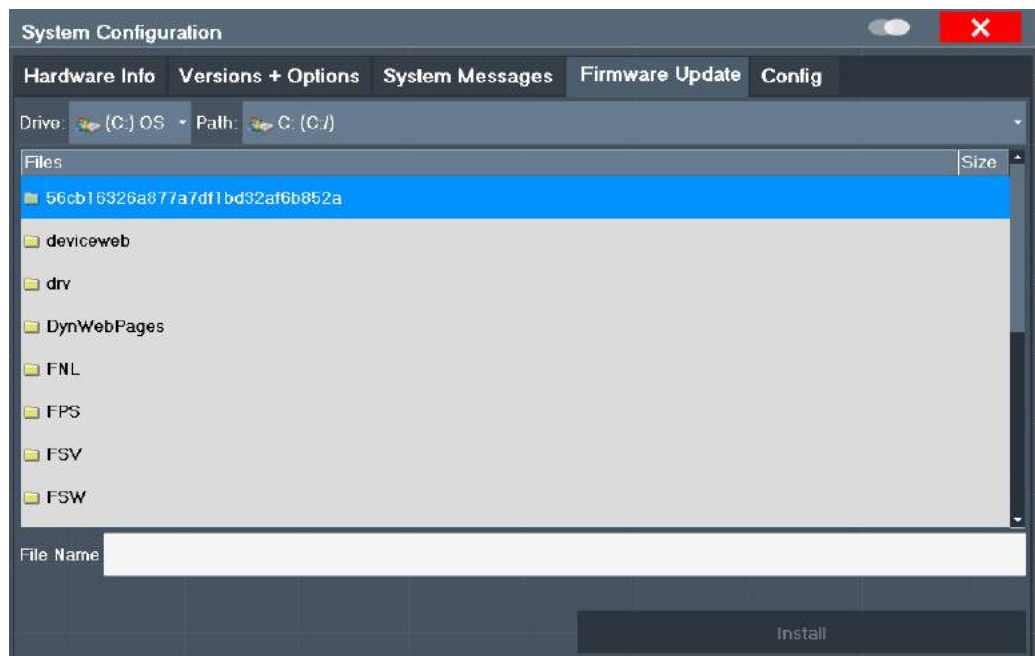 System Configuration
Hardware Info Versions + Options System Messages Firmware Update Config
Drive: (C:) OS Path: C: (C:/)
Files Size
56cb16326a877a7df1bd32af6b852a
deviceweb
drv
DynWebPages
FNL
FPS
FSV
FSW
File Name
Install